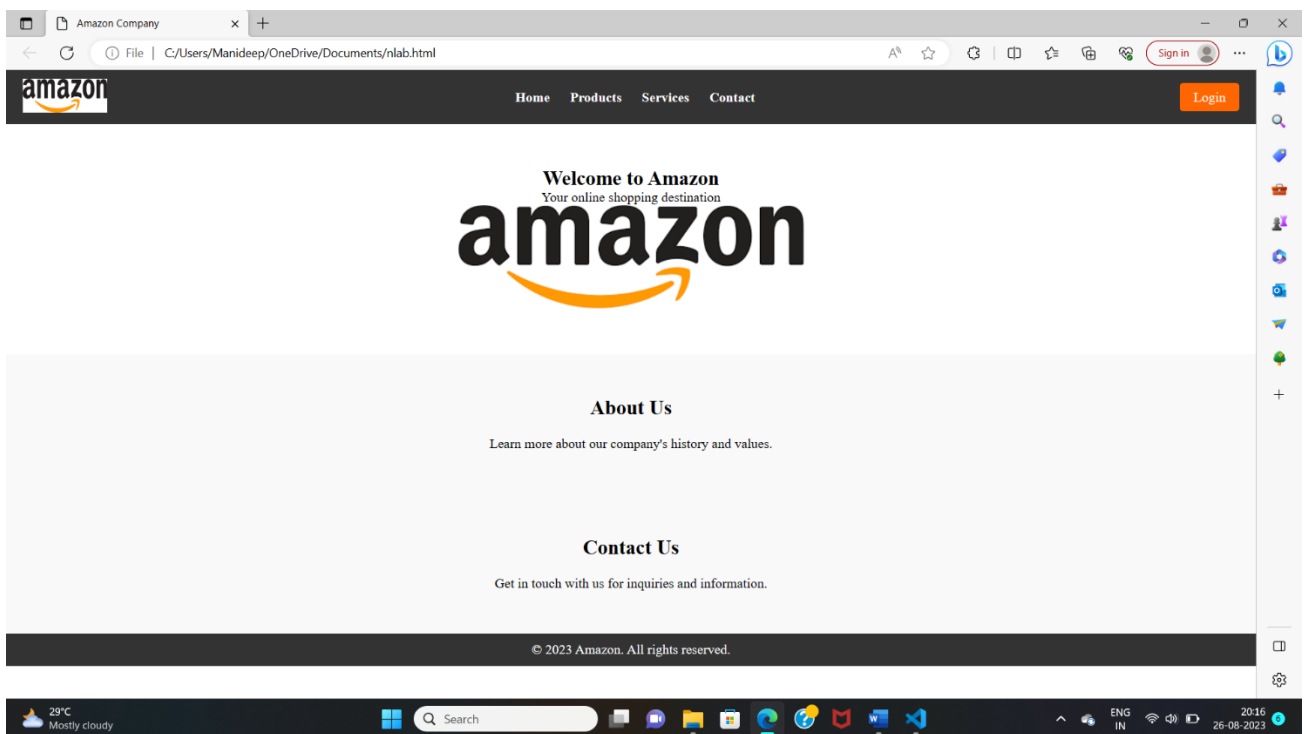 Amazon Company
File | C:/Users/Manideep/OneDrive/Documents/nlab.html
Sign in
amazon
Home Products Services Contact
Login
Welcome to Amazon
Your online shopping destination
amazon
About Us
Learn more about our company's history and values.
Contact Us
Get in touch with us for inquiries and information.
© 2023 Amazon. All rights reserved.
29°C
Mostly cloudy
Search
ENG
IN
20:16
26-08-2023
6